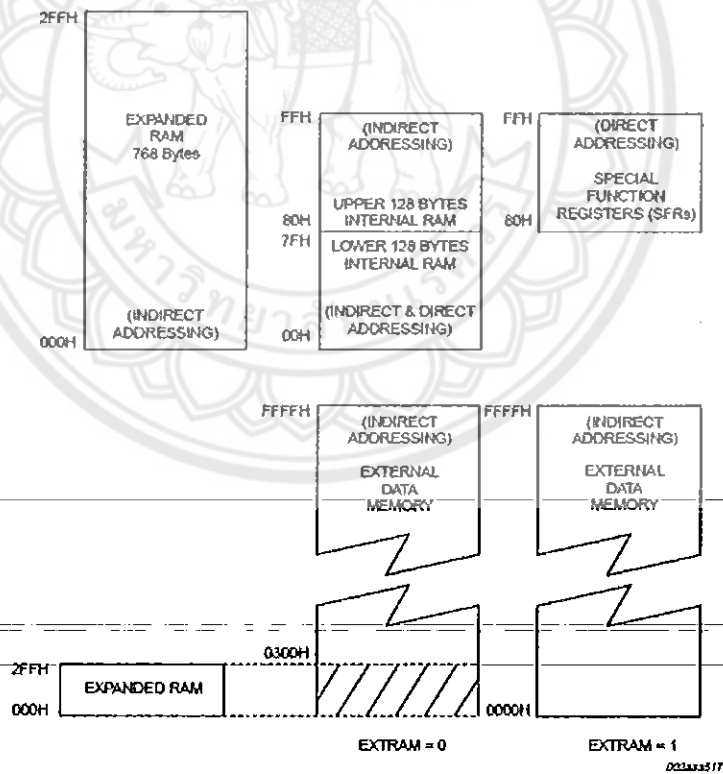 2FFH
EXPANDED
RAM
768 Bytes
(INDIRECT
ADDRESSING)
000H
FFH
(INDIRECT
ADDRESSING)
UPPER 128 BYTES
INTERNAL RAM
80H
7FH
LOWER 128 BYTES
INTERNAL RAM
(INDIRECT & DIRECT
ADDRESSING)
00H
FFH
(DIRECT
ADDRESSING)
SPECIAL
FUNCTION
REGISTERS (SFRs)
80H
FFFFH
(INDIRECT
ADDRESSING)
EXTERNAL
DATA
MEMORY
FFFFH
(INDIRECT
ADDRESSING)
EXTERNAL
DATA
MEMORY
2FFH
EXPANDED RAM
000H
0300H
0000H
EXTRAM = 0
EXTRAM = 1